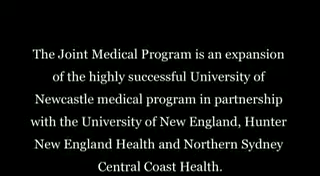 The Joint Medical Program is an expansion
of the highly successful University of
Newcastle medical program in partnership
with the University of New England, Hunter
New England Health and Northern Sydney
Central Coast Health.